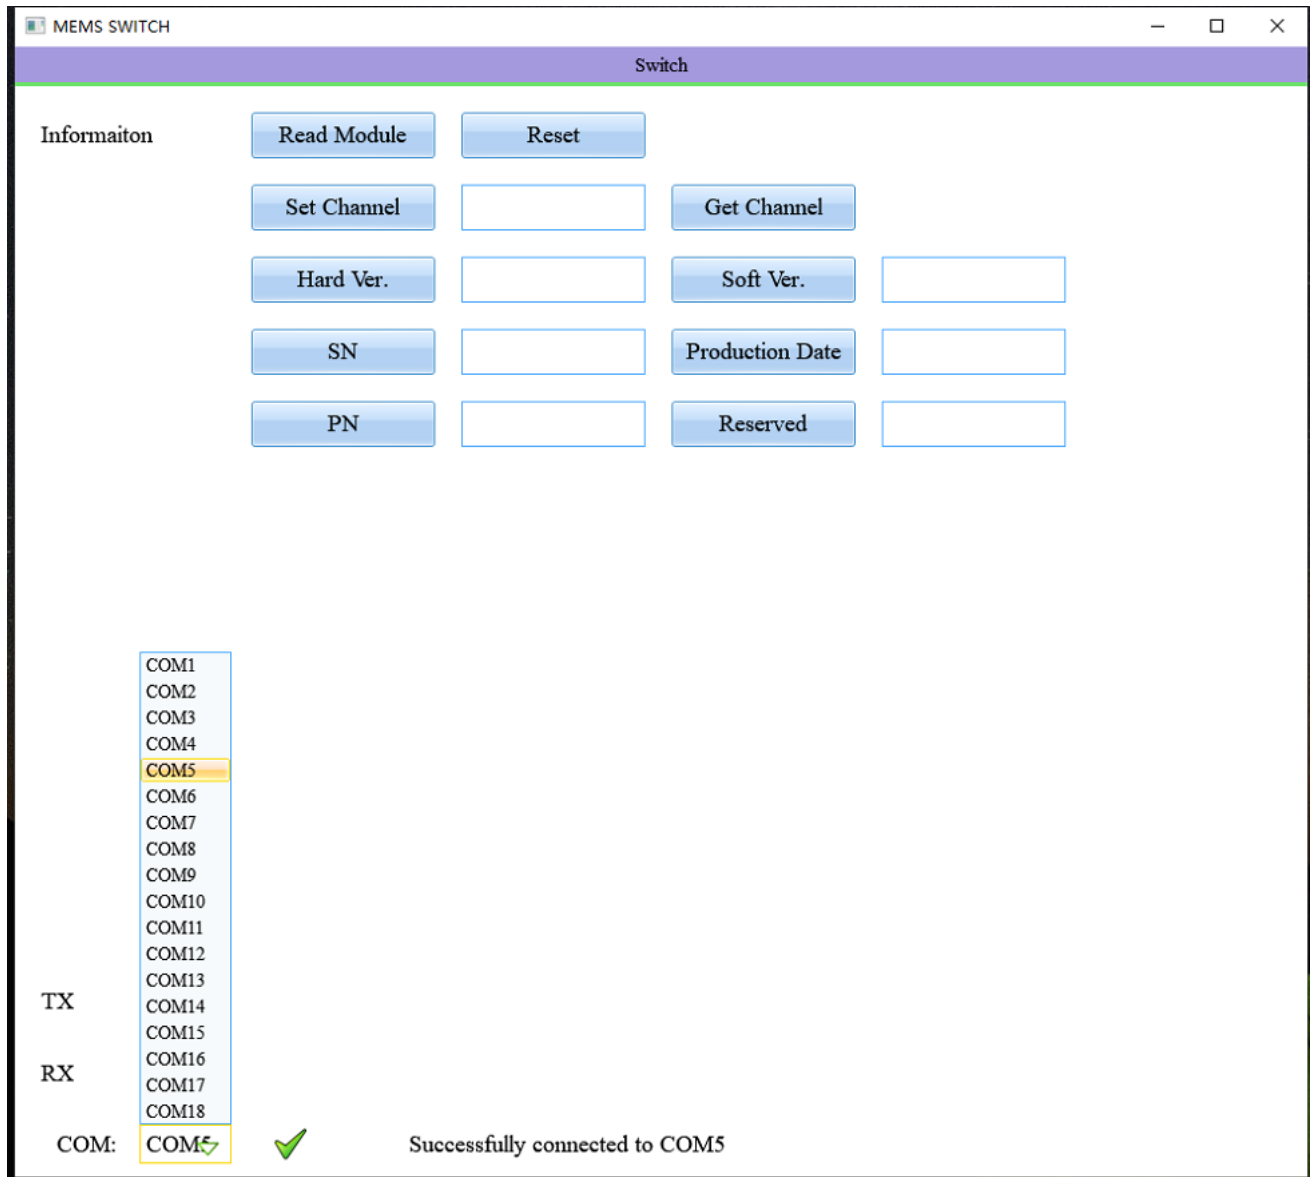 MEMS SWITCH
Switch
Informaiton Read Module Reset
Set Channel Get Channel
Hard Ver. Soft Ver.
SN Production Date
PN Reserved
COM1
COM2
COM3
COM4
COM5
COM6
COM7
COM8
COM9
COM10
COM11
COM12
COM13
TX
COM14
COM15
COM16
RX
COM17
COM18
COM: COM5 Successfully connected to COM5